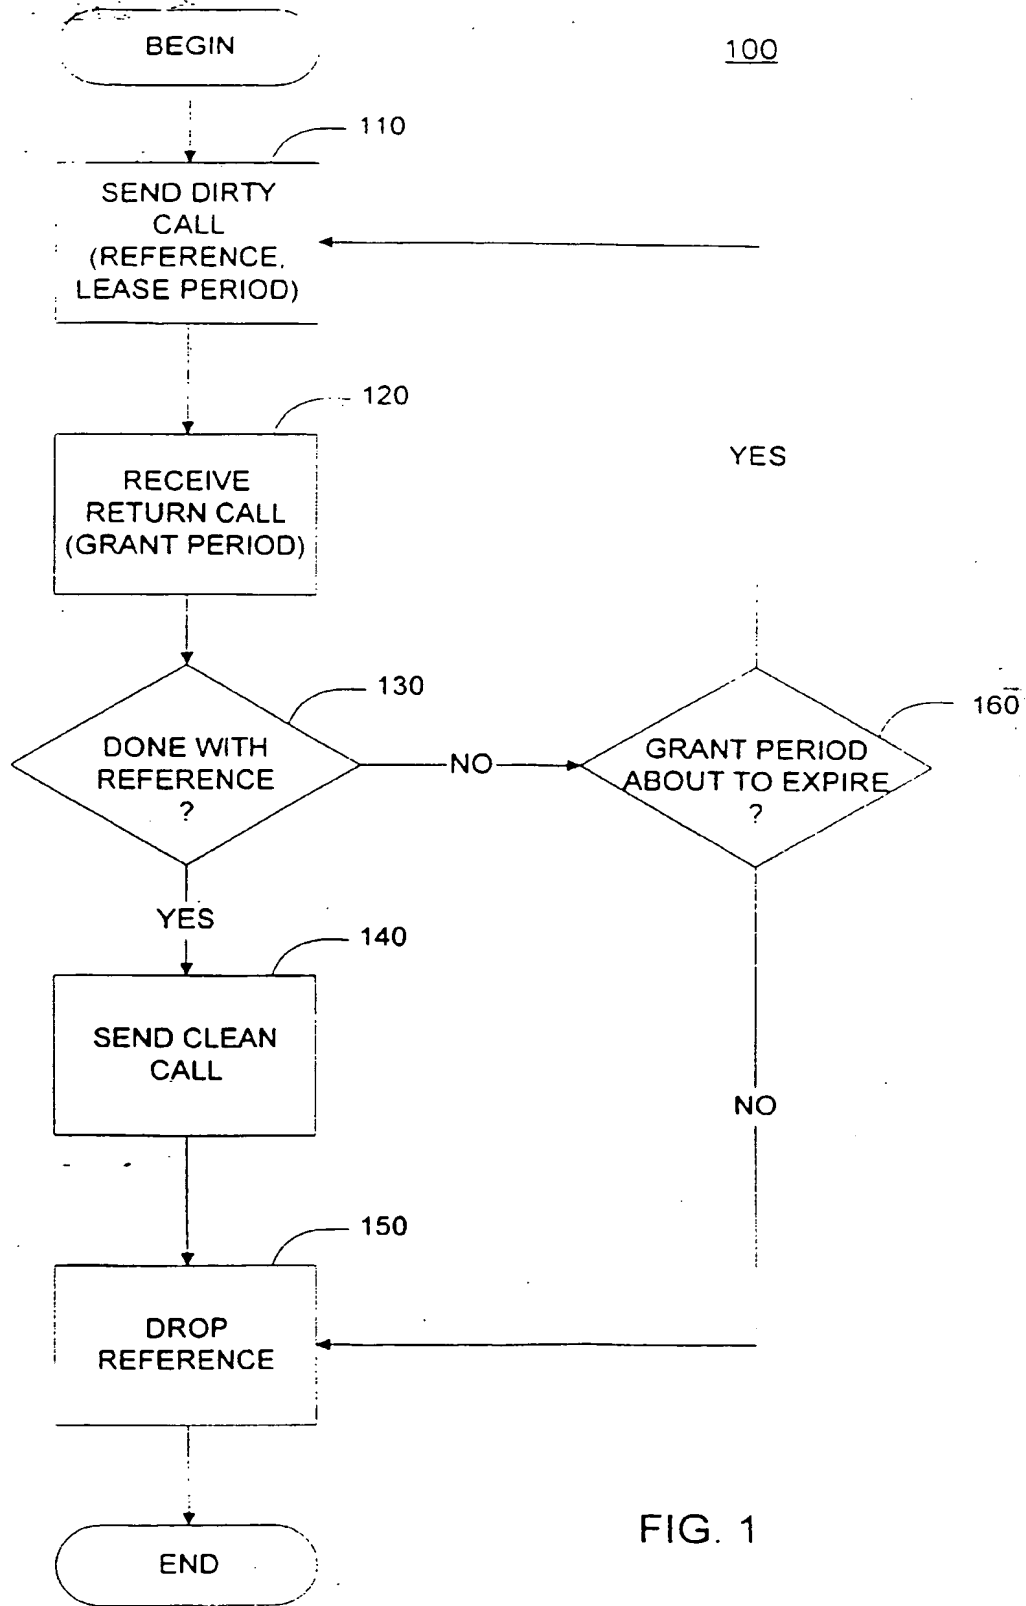 BEGIN
100
110
SEND DIRTY
CALL
(REFERENCE,
LEASE PERIOD)
120
RECEIVE
RETURN CALL
(GRANT PERIOD)
YES
130
DONE WITH
REFERENCE
?
NO
160
GRANT PERIOD
ABOUT TO EXPIRE
?
YES
140
SEND CLEAN
CALL
NO
150
DROP
REFERENCE
END
FIG. 1